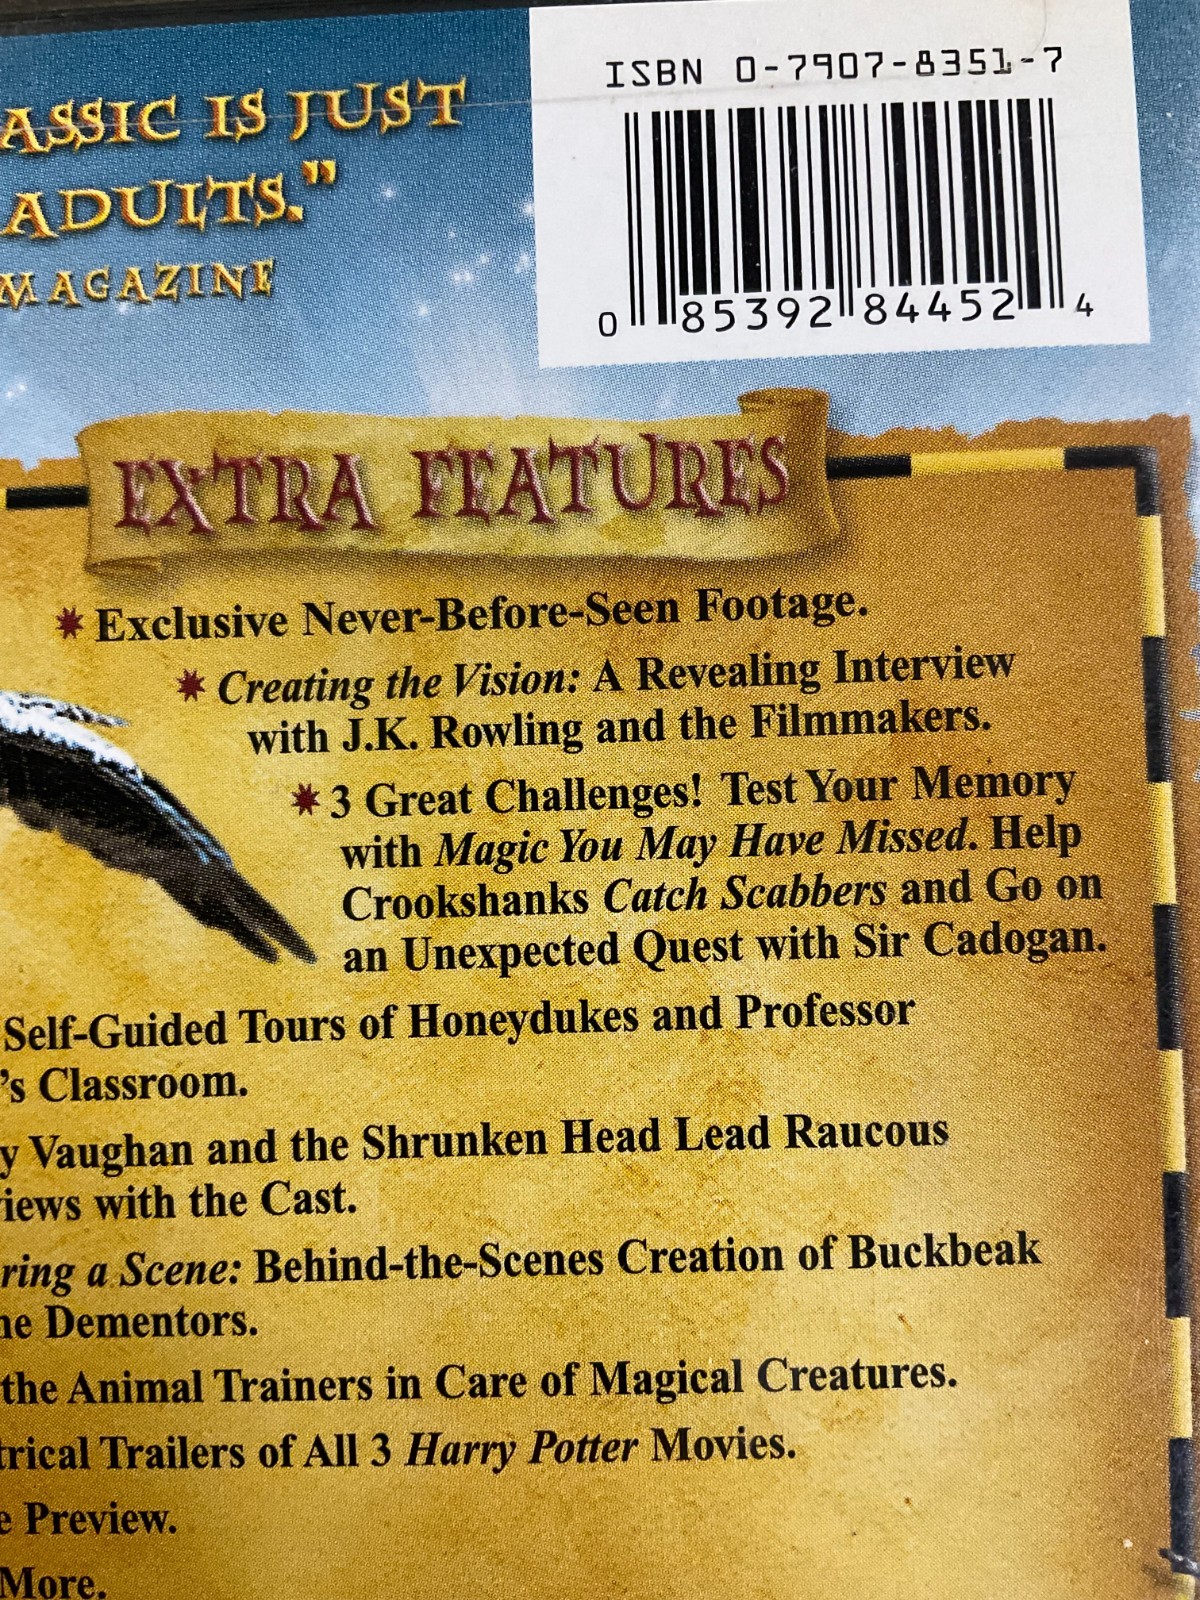 ASSIC IS JUST
ADULTS."
MAGAZINE
ISBN 0-7907-8351-7
0 85392 84452 4
EXTRA FEATURES
Exclusive Never-Before-Seen Footage.
Creating the Vision: A Revealing Interview
with J.K. Rowling and the Filmmakers.
3 Great Challenges! Test Your Memory
with Magic You May Have Missed. Help
Crookshanks Catch Scabbers and Go on
an Unexpected Quest with Sir Cadogan.
Self-Guided Tours of Honeydukes and Professor
's Classroom.
y Vaughan and the Shrunken Head Lead Raucous
iews with the Cast.
ring a Scene: Behind-the-Scenes Creation of Buckbeak
he Dementors.
the Animal Trainers in Care of Magical Creatures.
trical Trailers of All 3 Harry Potter Movies.
e Preview.
More.